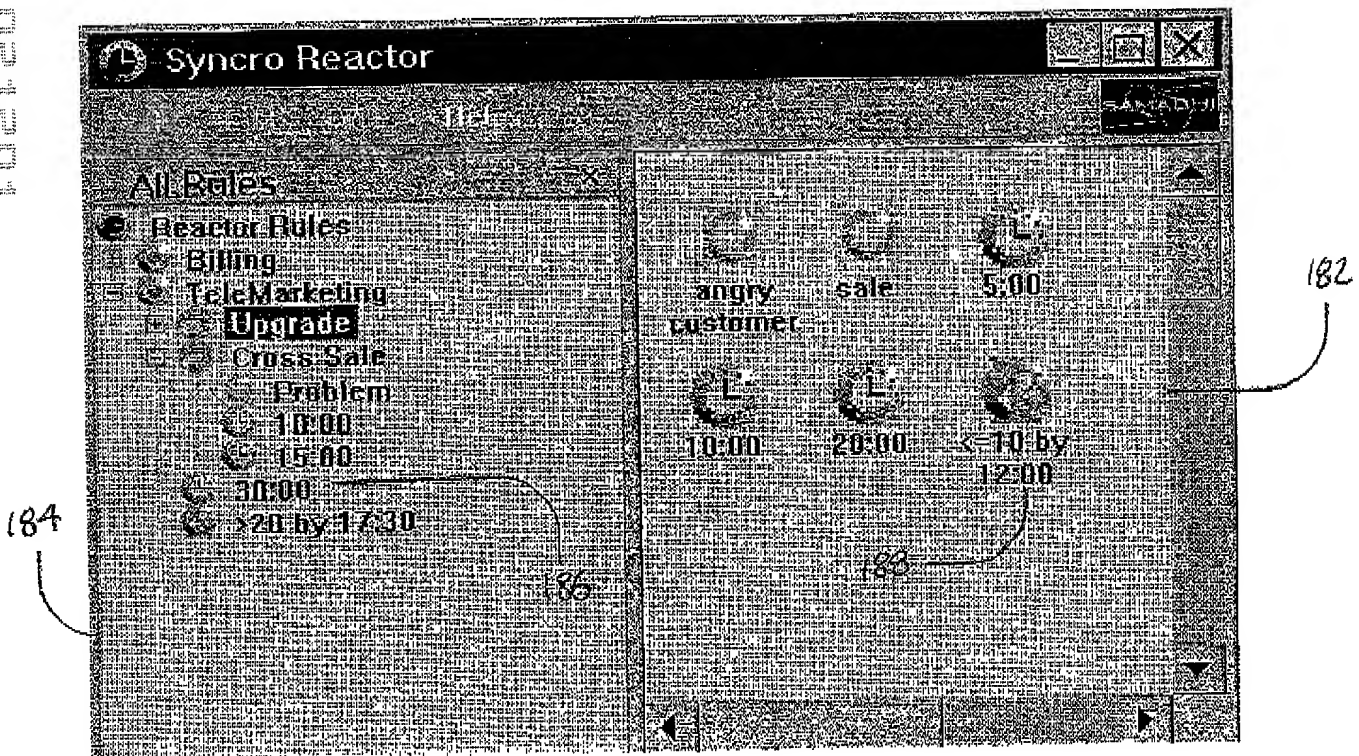 Syncro Reactor
Help
SAMADHI
All Rules
Reactor Rules
Billing
TeleMarketing
Upgrade
Cross-Sale
Problem
10:00
15:00
30:00
>20 by 17:30
angry
customer
sale
5:00
10:00
20:00
<=10 by
12:00
182
184
186
188